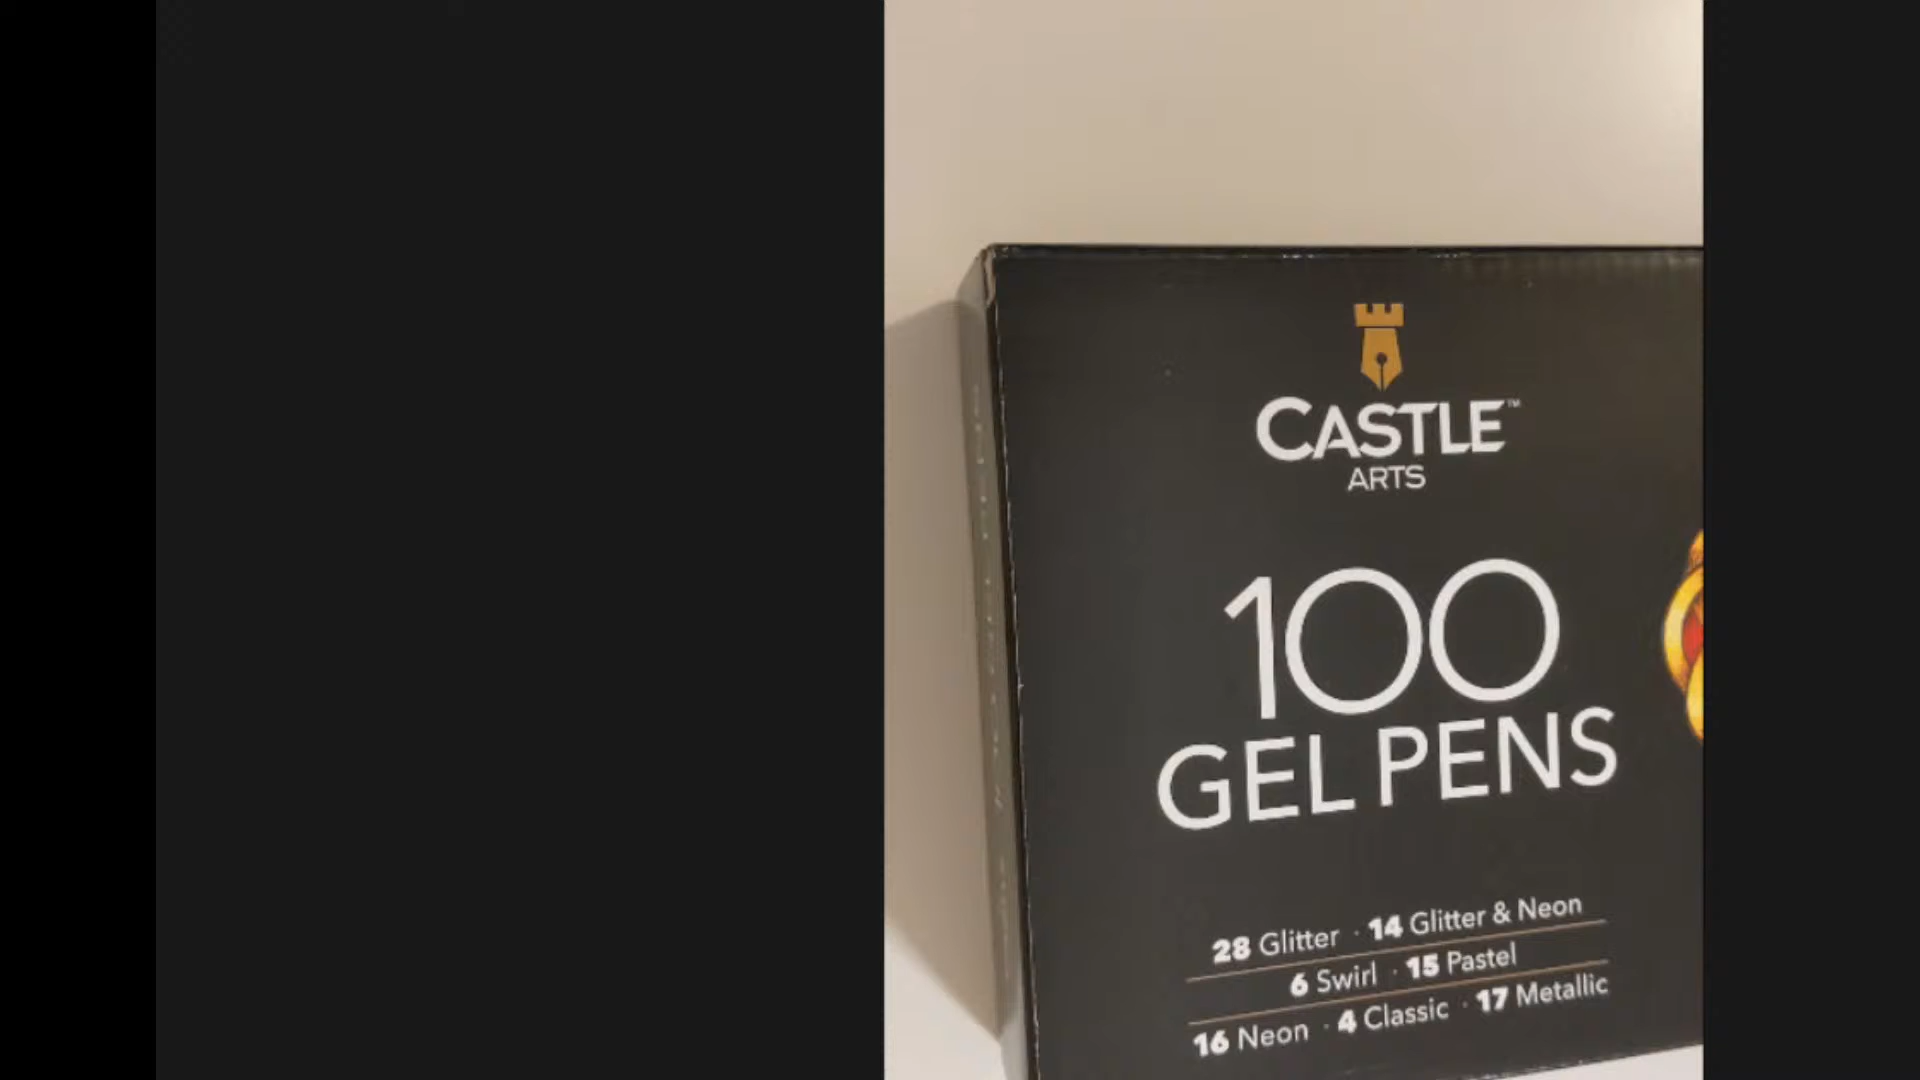 CASTLE™
ARTS
100
GEL PENS
28 Glitter · 14 Glitter & Neon
6 Swirl · 15 Pastel
16 Neon · 4 Classic · 17 Metallic